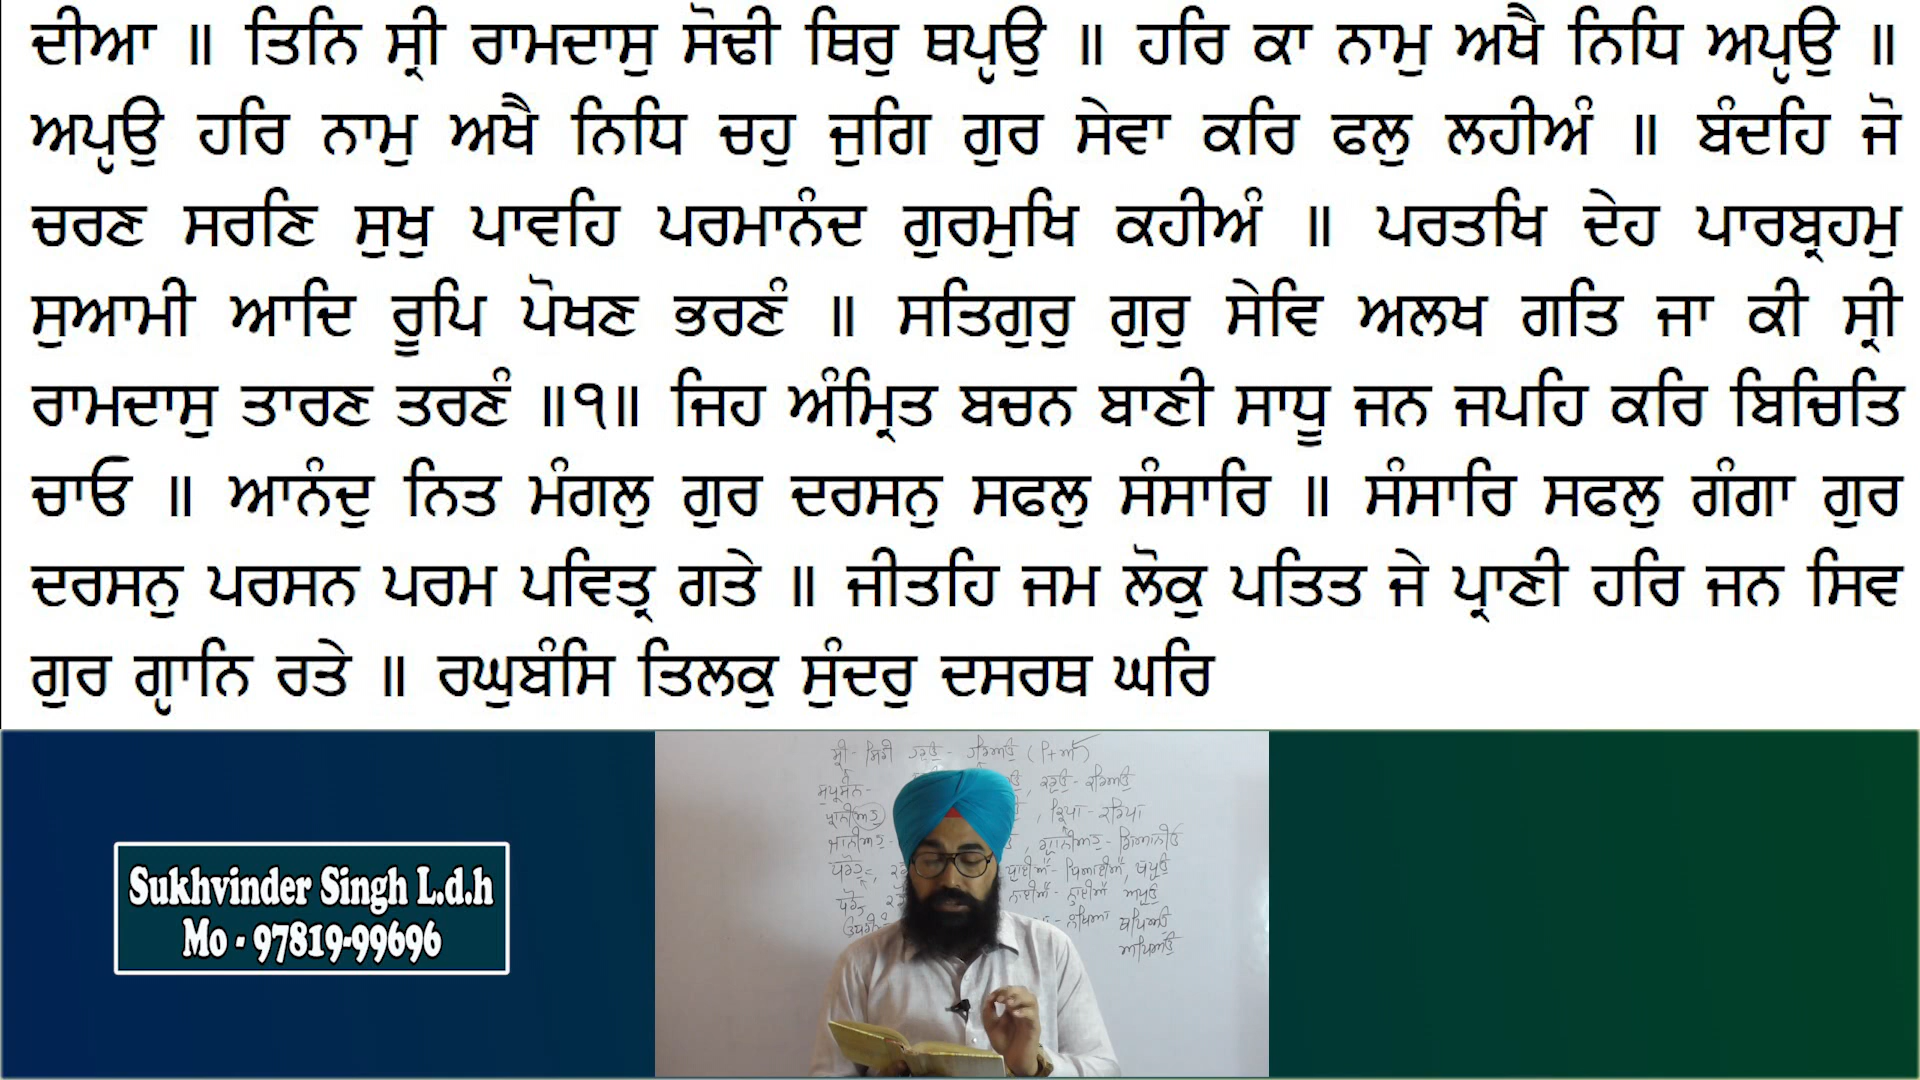 ਦੀਆ ॥ ਤਿਨਿ ਸ੍ਰੀ ਰਾਮਦਾਸੁ ਸੋਢੀ ਥਿਰੁ ਥਪੵਉ ॥ ਹਰਿ ਕਾ ਨਾਮੁ ਅਖੈ ਨਿਧਿ ਅਪੵਉ ॥
ਅਪੵਉ ਹਰਿ ਨਾਮੁ ਅਖੈ ਨਿਧਿ ਚਹੁ ਜੁਗਿ ਗੁਰ ਸੇਵਾ ਕਰਿ ਫਲੁ ਲਹੀਅੰ ॥ ਬੰਦਹਿ ਜੋ
ਚਰਣ ਸਰਣਿ ਸੁਖੁ ਪਾਵਹਿ ਪਰਮਾਨੰਦ ਗੁਰਮੁਖਿ ਕਹੀਅੰ ॥ ਪਰਤਖਿ ਦੇਹ ਪਾਰਬ੍ਰਹਮੁ
ਸੁਆਮੀ ਆਦਿ ਰੂਪਿ ਪੋਖਣ ਭਰਣੰ ॥ ਸਤਿਗੁਰੁ ਗੁਰੁ ਸੇਵਿ ਅਲਖ ਗਤਿ ਜਾ ਕੀ ਸ੍ਰੀ
ਰਾਮਦਾਸੁ ਤਾਰਣ ਤਰਣੰ ॥੧॥ ਜਿਹ ਅੰਮ੍ਰਿਤ ਬਚਨ ਬਾਣੀ ਸਾਧੂ ਜਨ ਜਪਹਿ ਕਰਿ ਬਿਚਿਤਿ
ਚਾਓ ॥ ਆਨੰਦੁ ਨਿਤ ਮੰਗਲੁ ਗੁਰ ਦਰਸਨੁ ਸਫਲੁ ਸੰਸਾਰਿ ॥ ਸੰਸਾਰਿ ਸਫਲੁ ਗੰਗਾ ਗੁਰ
ਦਰਸਨੁ ਪਰਸਨ ਪਰਮ ਪਵਿਤ੍ਰ ਗਤੇ ॥ ਜੀਤਹਿ ਜਮ ਲੋਕੁ ਪਤਿਤ ਜੇ ਪ੍ਰਾਣੀ ਹਰਿ ਜਨ ਸਿਵ
ਗੁਰ ਗੵਾਨਿ ਰਤੇ ॥ ਰਘੁਬੰਸਿ ਤਿਲਕੁ ਸੁੰਦਰੁ ਦਸਰਥ ਘਰਿ
Sukhvinder Singh L.d.h
Mo - 97819-99696